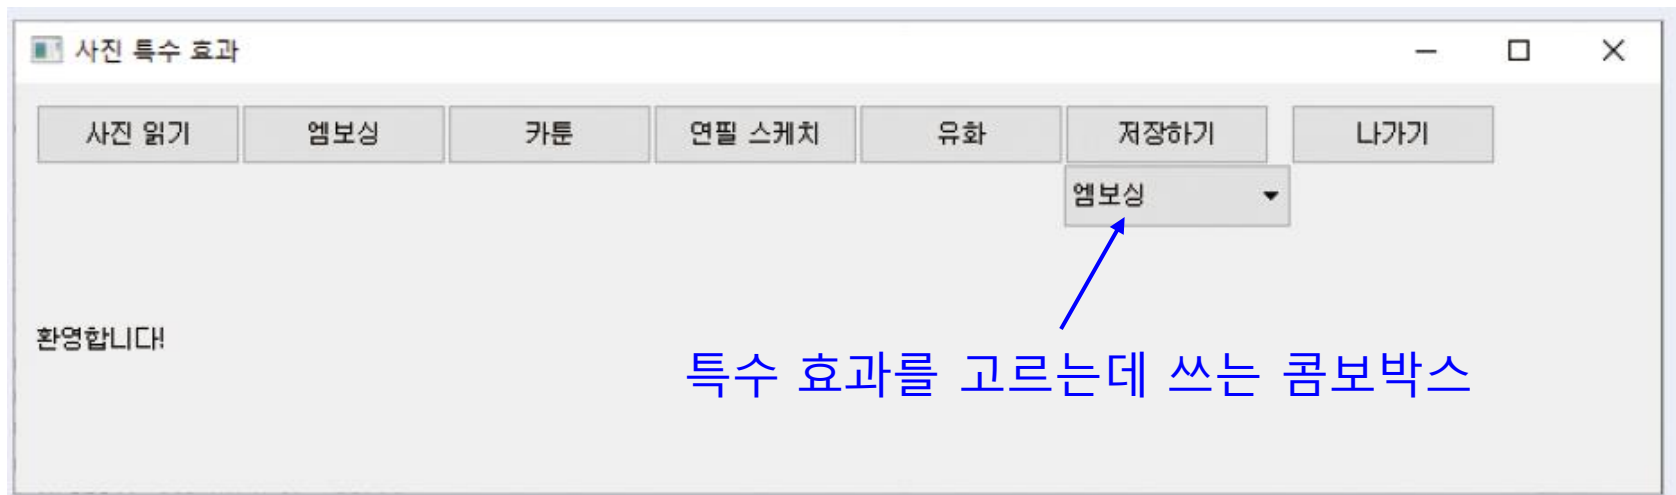 사진 특수 효과
사진 읽기 엠보싱 카툰 연필 스케치 유화 저장하기 나가기
엠보싱
환영합니다!
특수 효과를 고르는데 쓰는 콤보박스